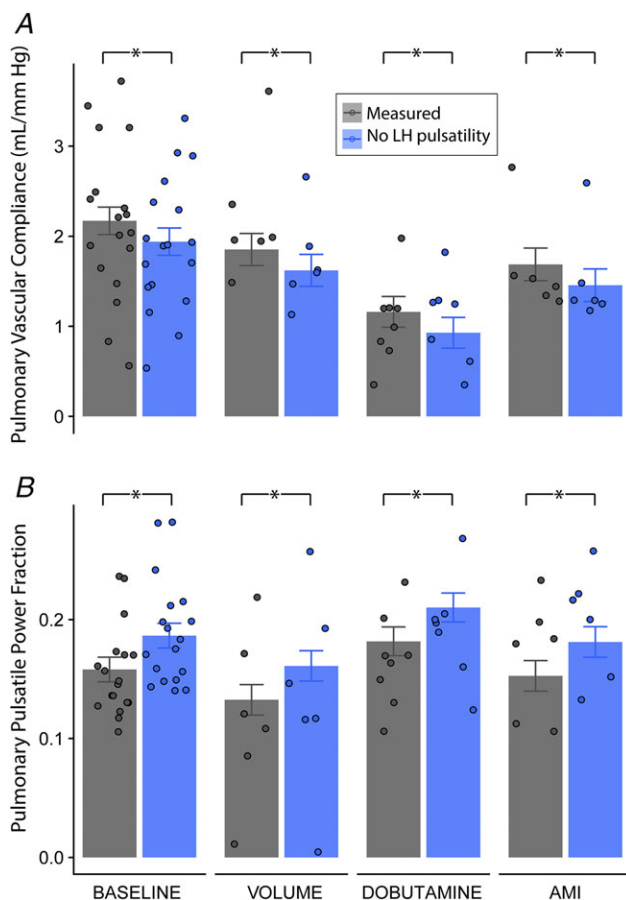 A
* * * *
Pulmonary Vascular Compliance (mL/mm Hg)
3
2
1
0
Measured
No LH pulsatility
B
* * * *
Pulmonary Pulsatile Power Fraction
0.2
0.1
0.0
BASELINE VOLUME DOBUTAMINE AMI